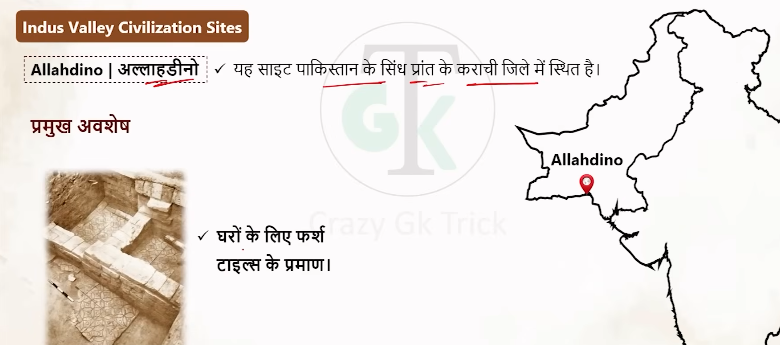 Indus Valley Civilization Sites
Allahdino | अल्लाहडीनो ✓ यह साइट पाकिस्तान के सिंध प्रांत के कराची जिले में स्थित है।
प्रमुख अवशेष
Allahdino
GTK
Crazy Gk Trick
✓ घरों के लिए फर्श
टाइल्स के प्रमाण।